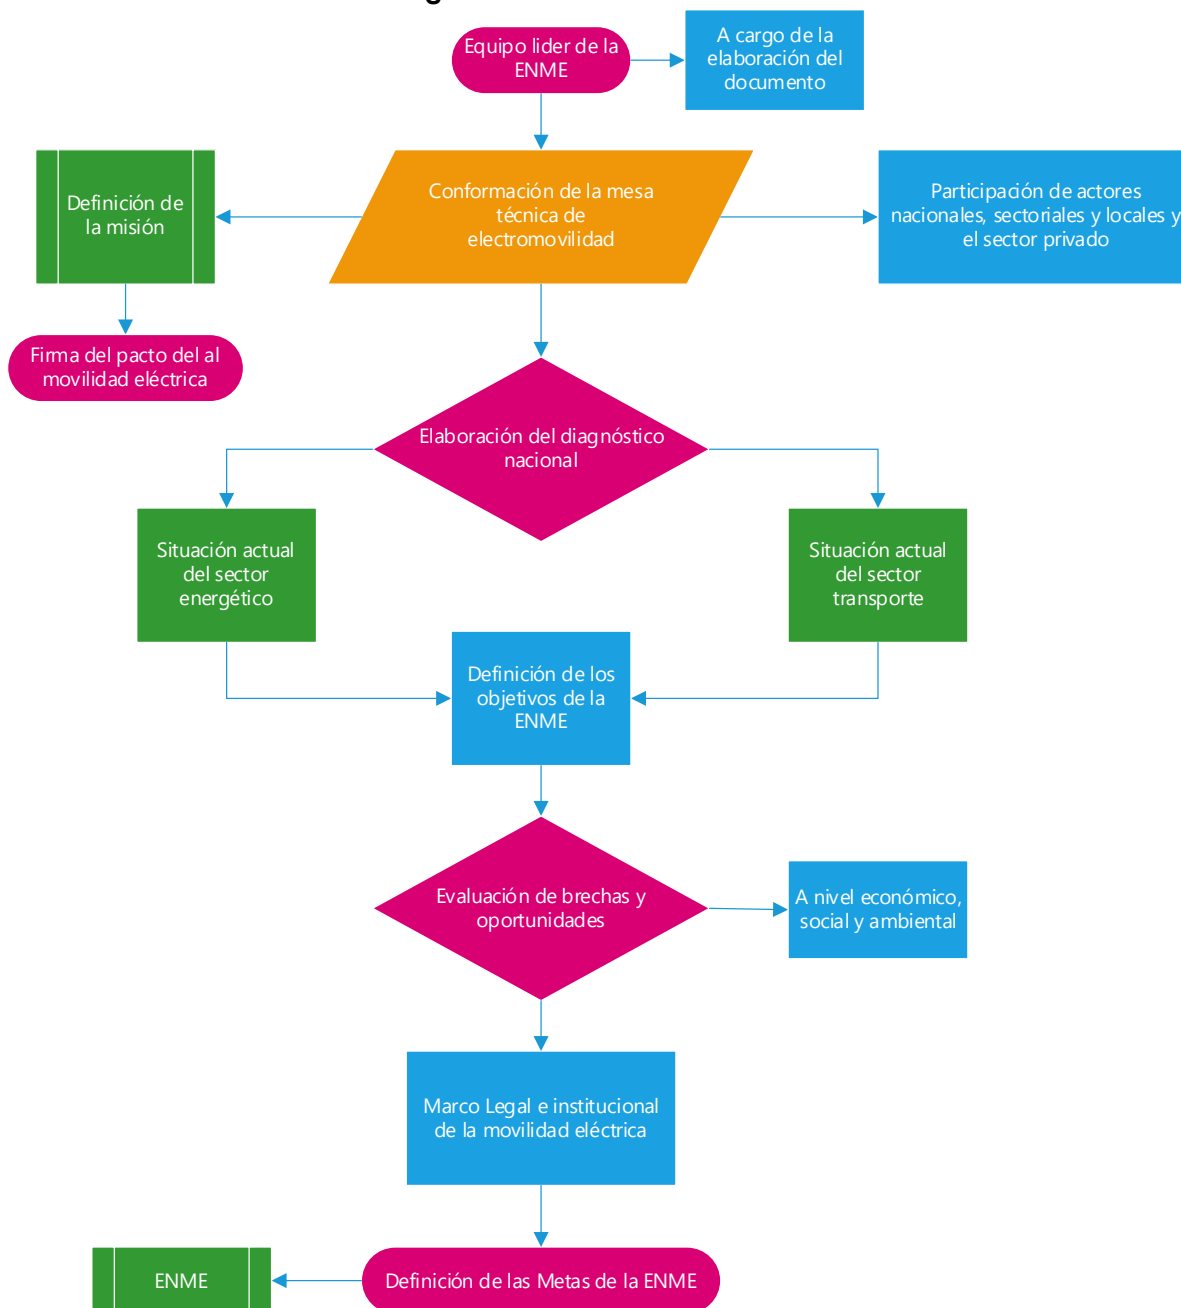 Equipo lider de la
ENME
A cargo de la
elaboración del
documento
Definición de
la misión
Conformación de la mesa
técnica de
electromovilidad
Participación de actores
nacionales, sectoriales y locales y
el sector privado
Firma del pacto del al
movilidad eléctrica
Elaboración del diagnóstico
nacional
Situación actual
del sector
energético
Situación actual
del sector
transporte
Definición de los
objetivos de la
ENME
Evaluación de brechas y
oportunidades
A nivel económico,
social y ambiental
Marco Legal e institucional
de la movilidad eléctrica
ENME
Definición de las Metas de la ENME